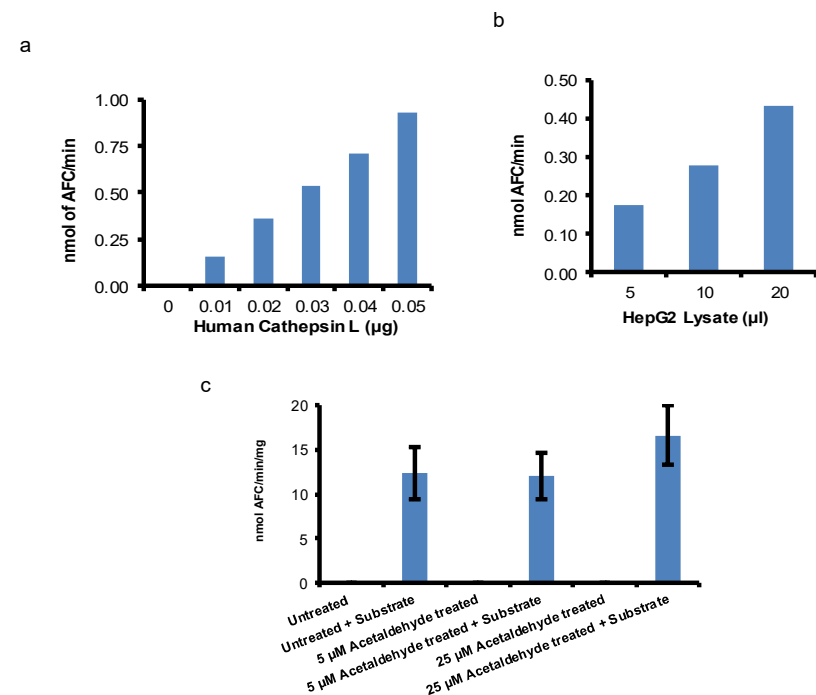 a
nmol of AFC/min
1.00
0.75
0.50
0.25
0.00
0 0.01 0.02 0.03 0.04 0.05
Human Cathepsin L (µg)
b
nmol AFC/min
0.50
0.40
0.30
0.20
0.10
0.00
5 10 20
HepG2 Lysate (µl)
c
nmol AFC/min/mg
20
15
10
5
0
Untreated
Untreated + Substrate
5 µM Acetaldehyde treated
5 µM Acetaldehyde treated + Substrate
25 µM Acetaldehyde treated
25 µM Acetaldehyde treated + Substrate